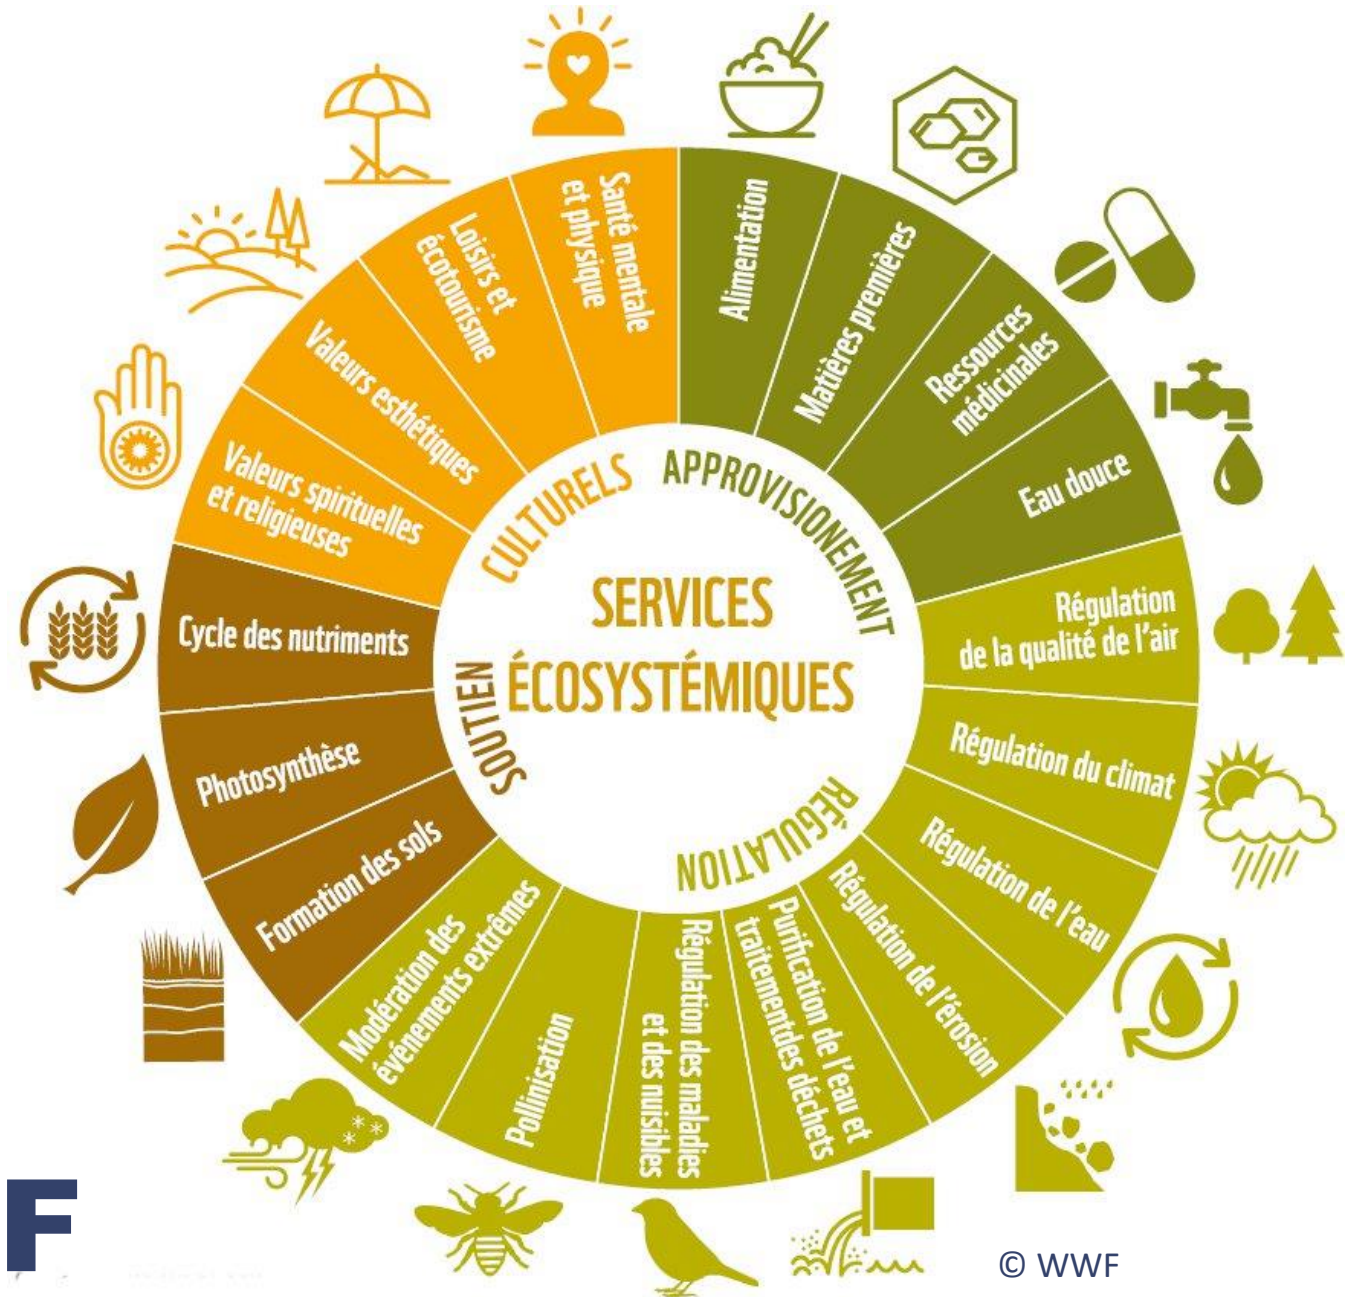 SERVICES
ÉCOSYSTÉMIQUES
CULTURELS
APPROVISIONEMENT
RÉGULATION
SOUTIEN
Alimentation
Matières premières
Ressources
médicinales
Eau douce
Régulation
de la qualité de l'air
Régulation du climat
Régulation de l'eau
Régulation de l'érosion
Purification de l'eau et
traitementdes déchets
Régulation des maladies
et des nuisibles
Pollinisation
Modération des
événements extrêmes
Formation des sols
Photosynthèse
Cycle des nutriments
Valeurs spirituelles
et religieuses
Valeurs esthétiques
Loisirs et
écotourisme
Santé mentale
et physique
F
© WWF